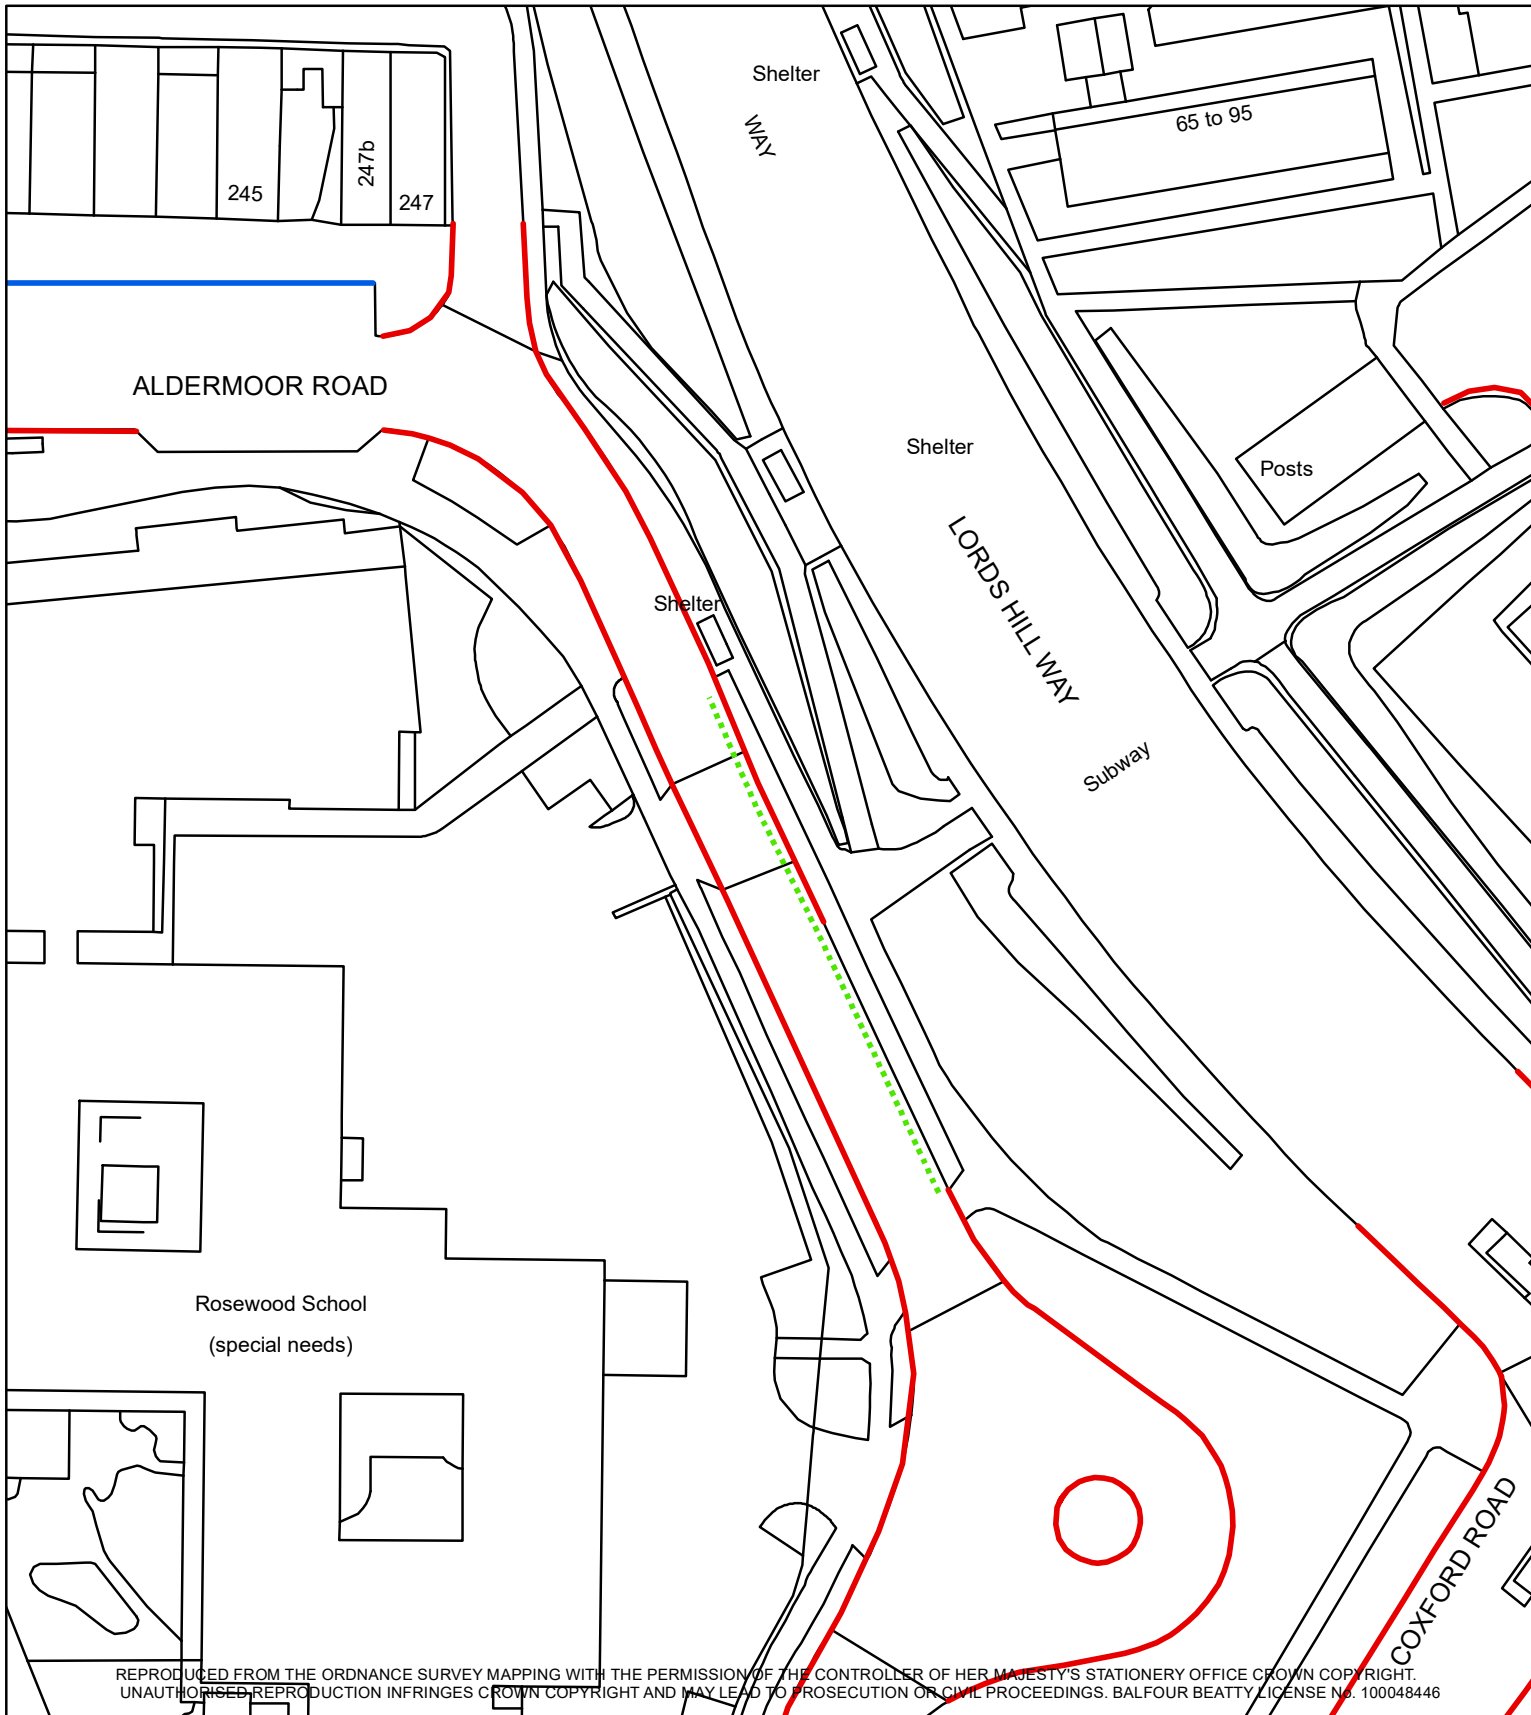 Shelter
WAY
65 to 95
247b
245
247
ALDERMOOR ROAD
Shelter
Posts
LORDS HILL WAY
Shelter
Subway
Rosewood School
(special needs)
COXFORD ROAD
REPRODUCED FROM THE ORDNANCE SURVEY MAPPING WITH THE PERMISSION OF THE CONTROLLER OF HER MAJESTY'S STATIONERY OFFICE CROWN COPYRIGHT.
UNAUTHORISED REPRODUCTION INFRINGES CROWN COPYRIGHT AND MAY LEAD TO PROSECUTION OR CIVIL PROCEEDINGS. BALFOUR BEATTY LICENSE No. 100048446